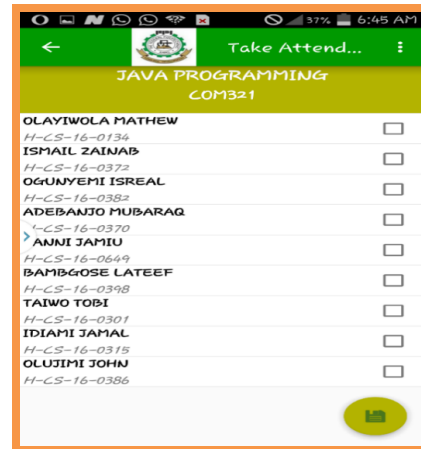 37% 6:45 AM
Take Attend...
JAVA PROGRAMMING
COM321
OLAYIWOLA MATHEW
H-CS-16-0134
ISMAIL ZAINAB
H-CS-16-0372
OGUNYEMI ISREAL
H-CS-16-0382
ADEBANJO MUBARAQ
-CS-16-0370
ANNI JAMIU
H-CS-16-0649
BAMBGOSE LATEEF
H-CS-16-0398
TAIWO TOBI
H-CS-16-0301
IDIAMI JAMAL
H-CS-16-0315
OLUJIMI JOHN
H-CS-16-0386